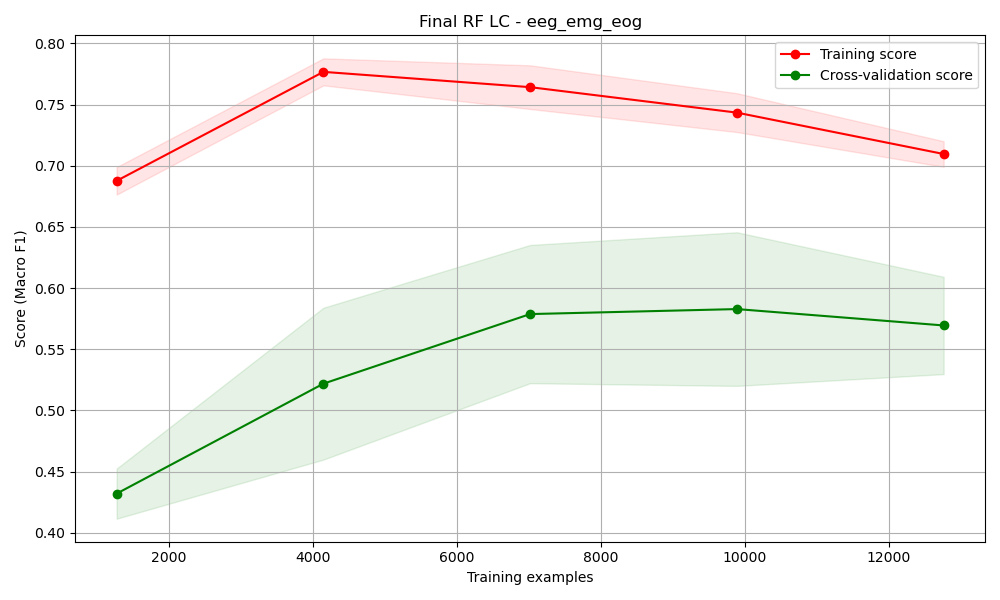 Final RF LC - eeg_emg_eog
Training score
Cross-validation score
Score (Macro F1)
0.80
0.75
0.70
0.65
0.60
0.55
0.50
0.45
0.40
2000 4000 6000 8000 10000 12000
Training examples